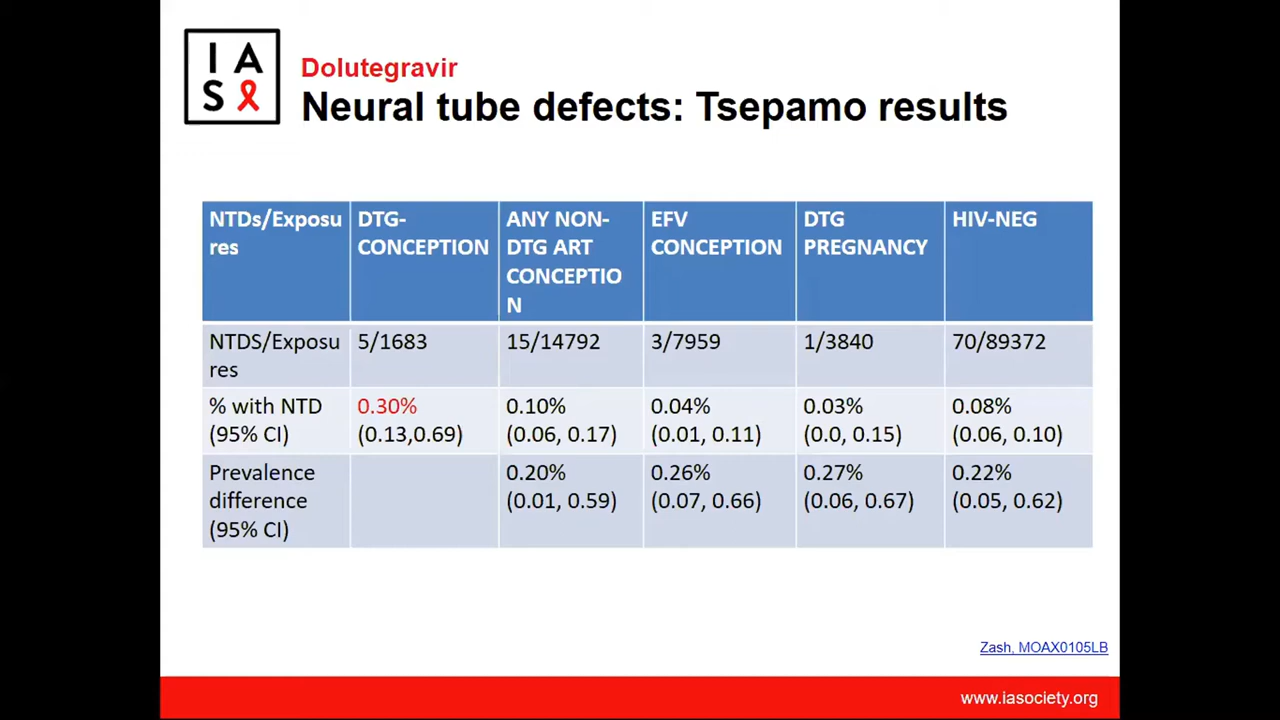 I A
S
Dolutegravir
Neural tube defects: Tsepamo results
NTDs/Exposu
res
DTG-
CONCEPTION
ANY NON-
DTG ART
CONCEPTIO
N
EFV
CONCEPTION
DTG
PREGNANCY
HIV-NEG
NTDS/Exposu
res
5/1683
15/14792
3/7959
1/3840
70/89372
% with NTD
(95% CI)
0.30%
(0.13,0.69)
0.10%
(0.06, 0.17)
0.04%
(0.01, 0.11)
0.03%
(0.0, 0.15)
0.08%
(0.06, 0.10)
Prevalence
difference
(95% CI)
0.20%
(0.01, 0.59)
0.26%
(0.07, 0.66)
0.27%
(0.06, 0.67)
0.22%
(0.05, 0.62)
Zash, MOAX0105LB
www.iasociety.org